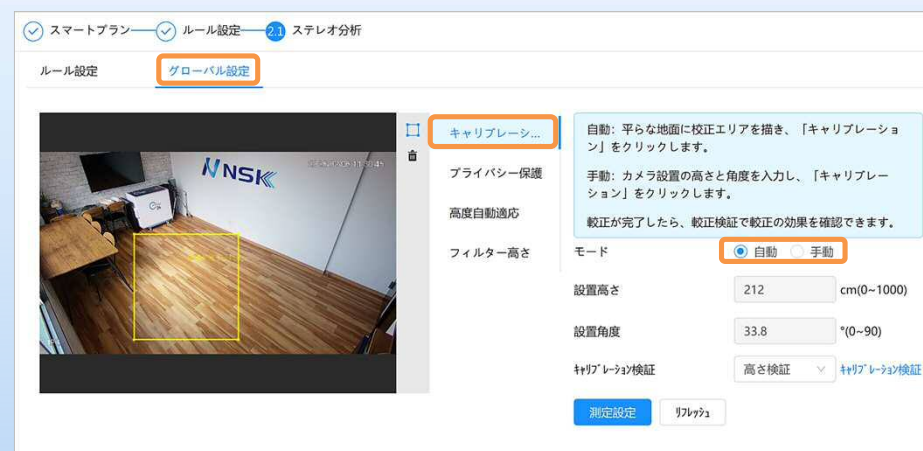 スマートプラン
ルール設定
2.1 ステレオ分析
ルール設定
グローバル設定
NSK
キャリブレーシ...
プライバシー保護
高度自動適応
フィルター高さ
自動: 平らな地面に校正エリアを描き、「キャリブレーショ
ン」をクリックします。
手動: カメラ設置の高さと角度を入力し、「キャリブレー
ション」をクリックします。
較正が完了したら、較正検証で較正の効果を確認できます。
モード
自動
手動
設置高さ
212
cm(0~1000)
設置角度
33.8
°(0~90)
ｷｬﾘﾌﾞﾚｰｼｮﾝ検証
高さ検証
ｷｬﾘﾌﾞﾚｰｼｮﾝ検証
測定設定
ﾘﾌﾚｯｼｭ